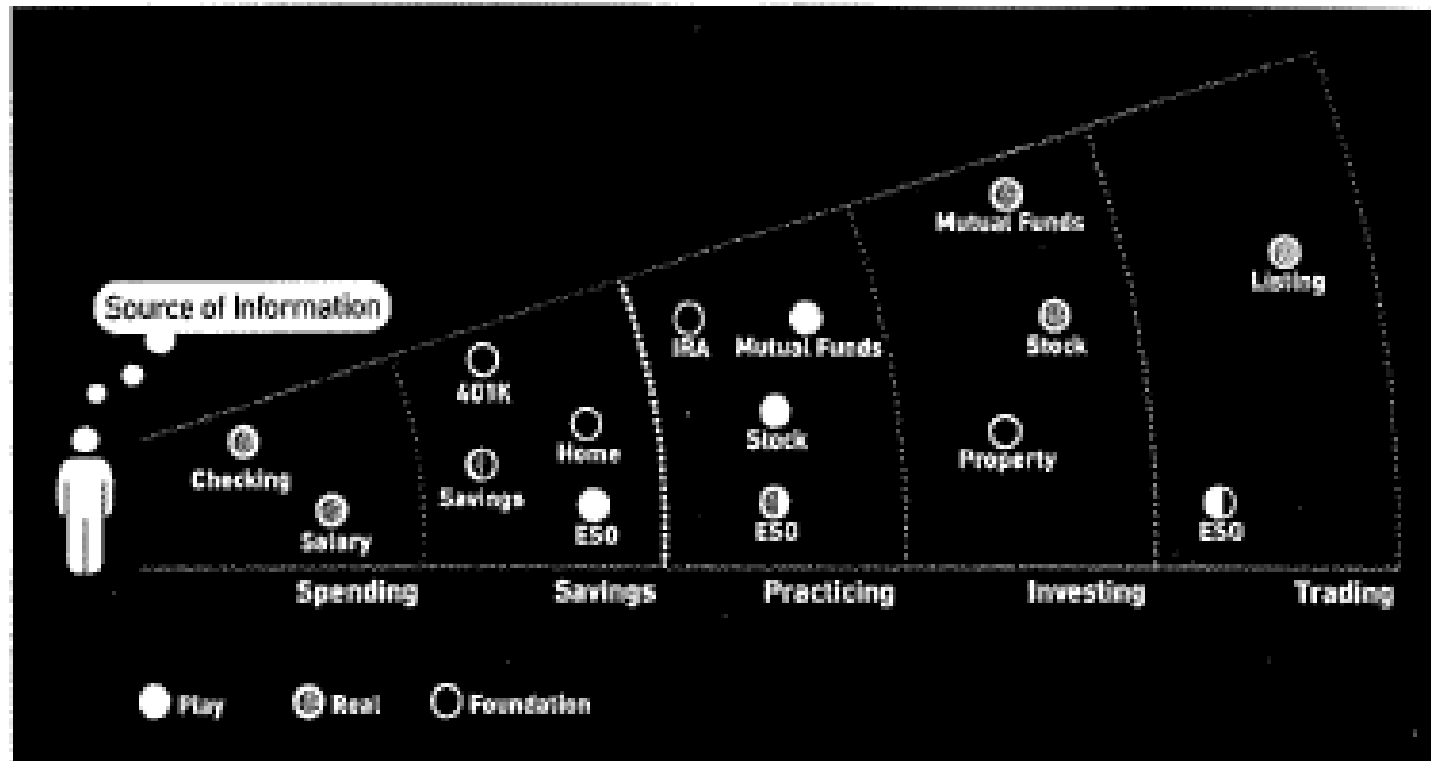 Source of Information
Checking
Salary
401K
Savings
Home
ESO
IRA
Mutual Funds
Stock
ESO
Mutual Funds
Stock
Property
Listing
ESO
Spending
Savings
Practicing
Investing
Trading
Play
Real
Foundation